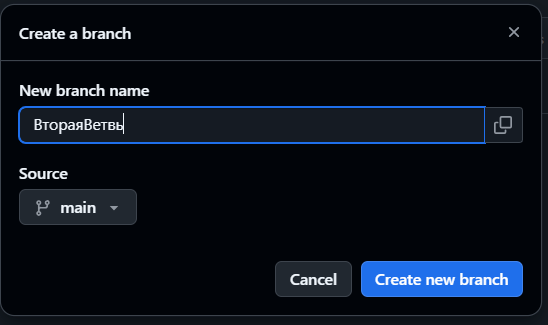 Create a branch
New branch name
ВтораяВетвь
Source
main
Cancel
Create new branch